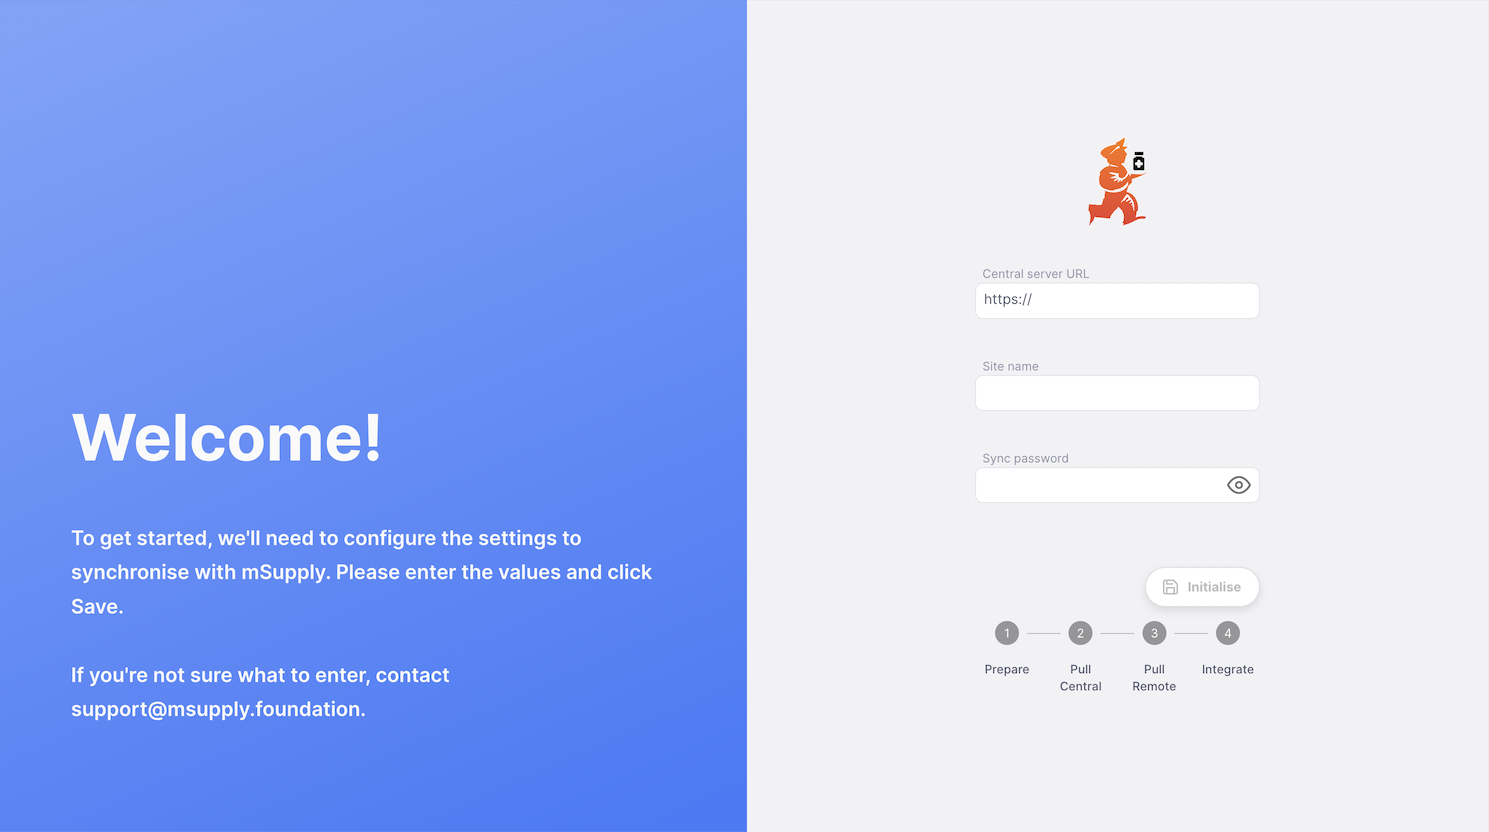 Welcome!
To get started, we'll need to configure the settings to
synchronise with mSupply. Please enter the values and click
Save.
If you're not sure what to enter, contact
support@msupply.foundation.
Central server URL
https://
Site name
Sync password
Initialise
1
2
3
4
Prepare
Pull
Central
Pull
Remote
Integrate